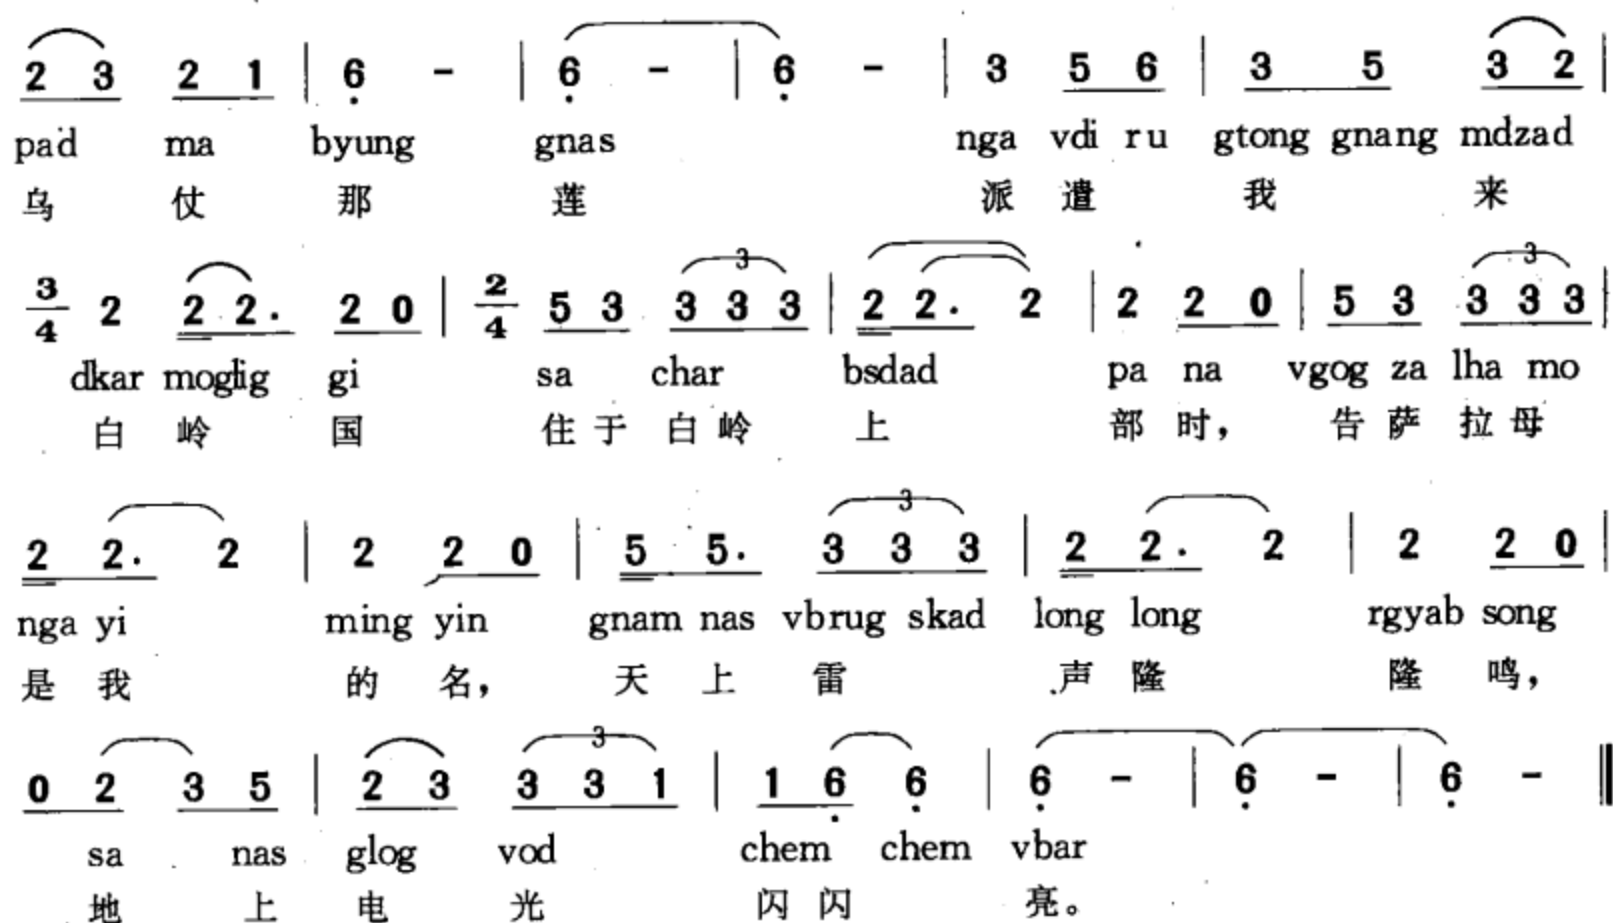 2 3 2 1 | 6 - | 6 - | 6 - | 3 5 6 | 3 5 3 2 |
pad ma byung gnas nga vdi ru gtong gnang mdzad
乌 仗 那 莲 派 遣 我 来
3/4 2 2 2. 2 0 | 2/4 5 3 3 3 3 | 2 2. 2 | 2 2 0 | 5 3 3 3 3 |
dkar moglig gi sa char bsdad pa na vgog za lha mo
白 岭 国 住 于 白 岭 上 部 时， 告 萨 拉 母
2 2. 2 | 2 2 0 | 5 5. 3 3 3 | 2 2. 2 | 2 2 0 |
nga yi ming yin gnam nas vbrug skad long long rgyab song
是 我 的 名， 天 上 雷 声 隆 隆 鸣，
0 2 3 5 | 2 3 3 3 1 | 1 6 6 | 6 - | 6 - | 6 - ‖
sa nas glog vod chem chem vbar
地 上 电 光 闪 闪 亮。